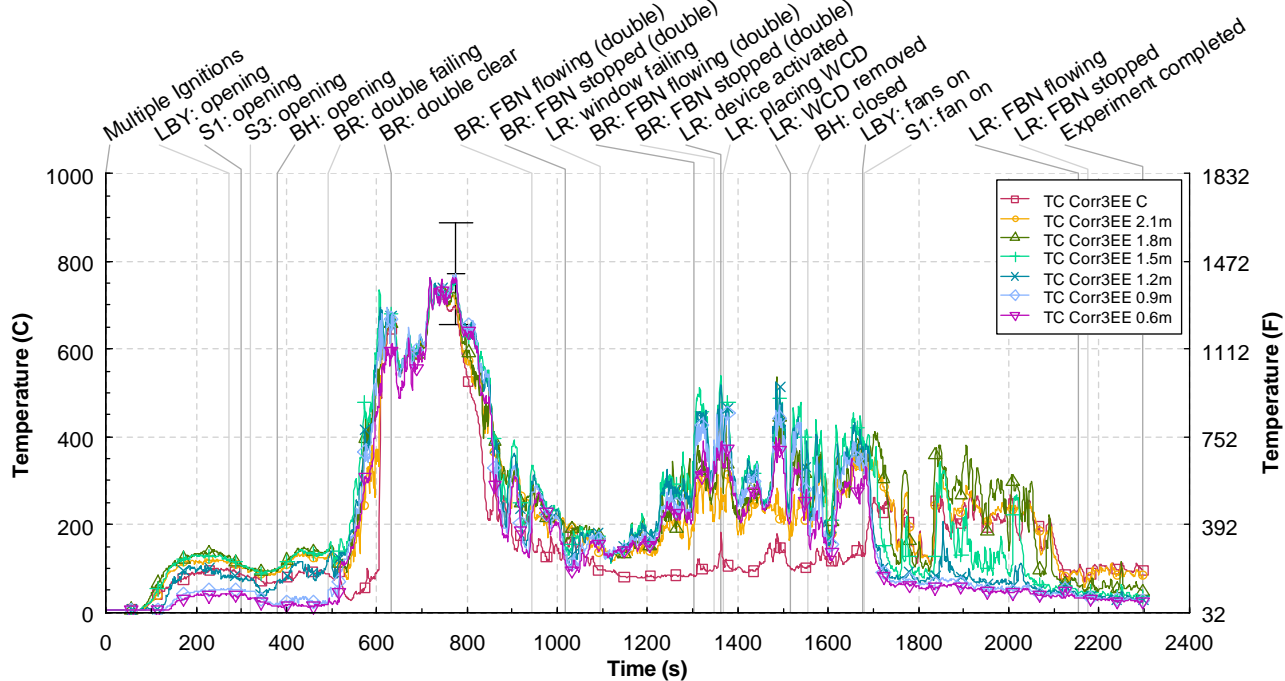 Multiple Ignitions
LBY: opening
S1: opening
S3: opening
BH: opening
BR: double failing
BR: double clear
BR: FBN flowing (double)
BR: FBN stopped (double)
LR: window failing
BR: FBN flowing (double)
BR: FBN stopped (double)
LR: device activated
LR: placing WCD
LR: WCD removed
BH: closed
LBY: fans on
S1: fan on
LR: FBN flowing
LR: FBN stopped
Experiment completed
Temperature (C)
1000
800
600
400
200
0
TC Corr3EE C
TC Corr3EE 2.1m
TC Corr3EE 1.8m
TC Corr3EE 1.5m
TC Corr3EE 1.2m
TC Corr3EE 0.9m
TC Corr3EE 0.6m
1832
1472
1112
752
392
32
Temperature (F)
0 200 400 600 800 1000 1200 1400 1600 1800 2000 2200 2400
Time (s)